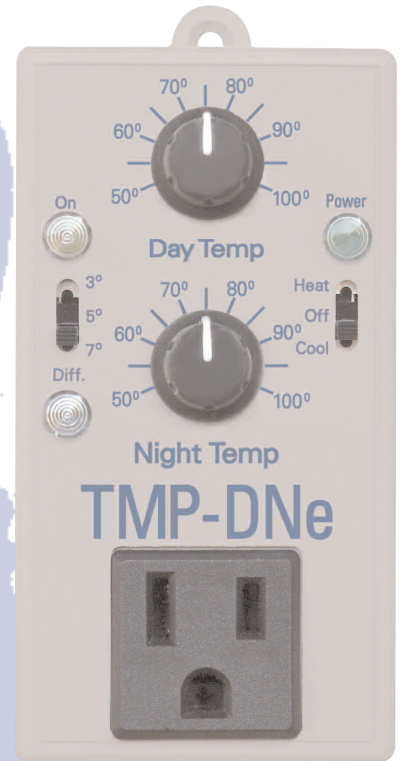 70º 80º
60º 90º
50º 100º
On Power
Day Temp
3º
5º
7º
Diff.
Heat
Off
Cool
70º 80º
60º 90º
50º 100º
Night Temp
TMP-DNe